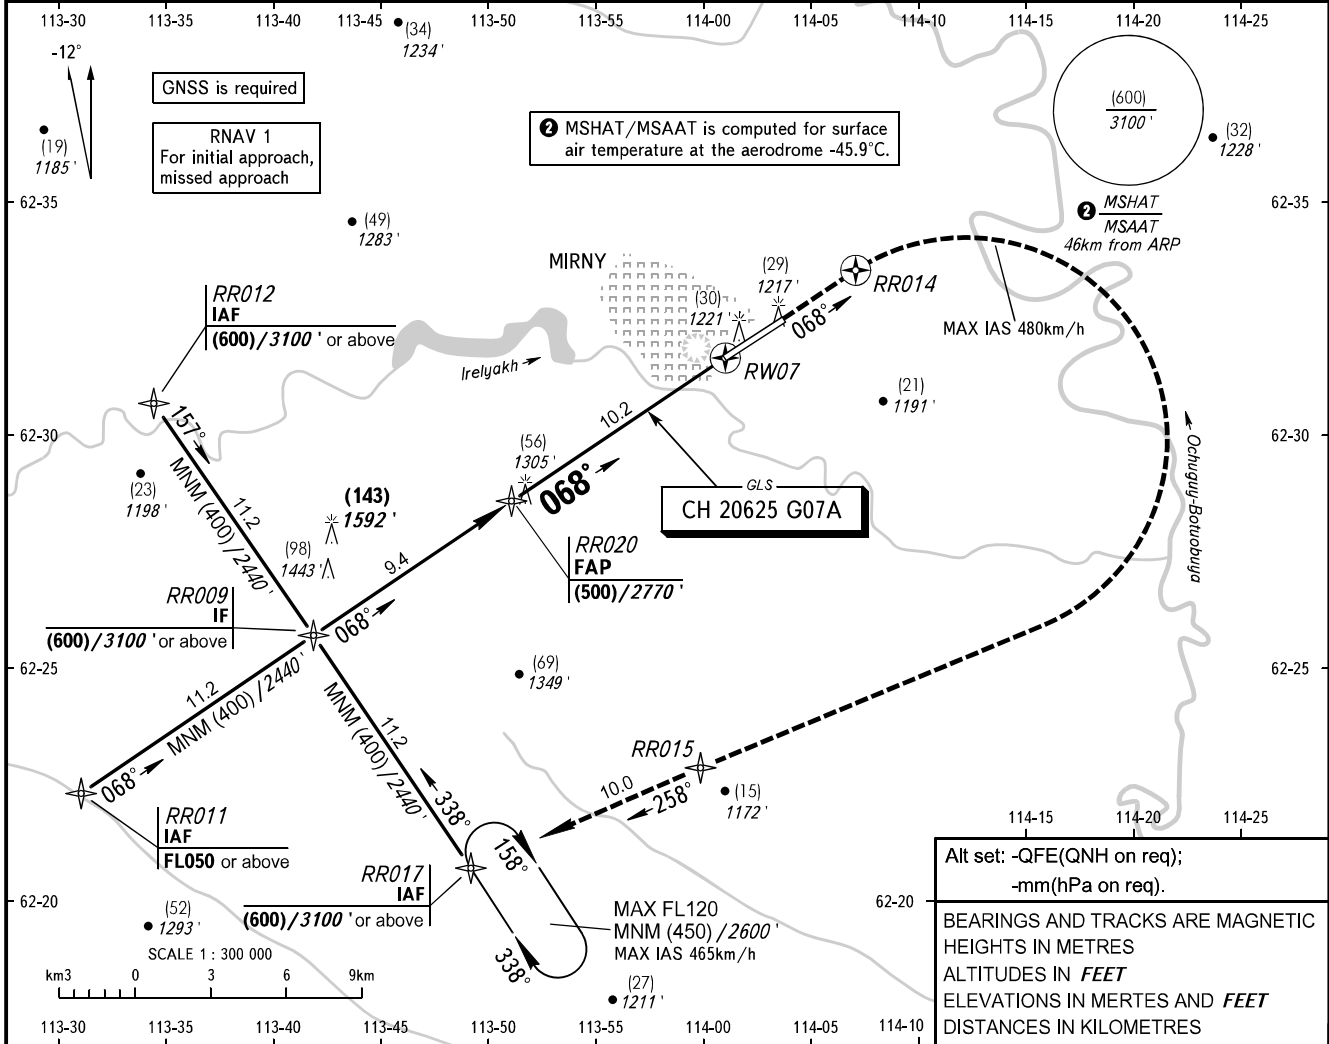 113-30 113-35 113-40 113-45 113-50 113-55 114-00 114-05 114-10 114-15 114-20 114-25
-12°
(34)
1234'
GNSS is required
RNAV 1
For initial approach,
missed approach
(19)
1185'
❷ MSHAT/MSAAT is computed for surface
air temperature at the aerodrome -45.9°C.
(600)
3100'
(32)
1228'
62-35
62-35
❷ MSHAT
MSAAT
46km from ARP
(49)
1283'
MIRNY
(29)
1217'
RR014
(30)
1221'
068°
MAX IAS 480km/h
RR012
IAF
(600)/3100' or above
Irelyakh
RW07
(21)
1191'
157°
10.2
62-30
62-30
Ochuguy-Botuobuya
(56)
1305'
068°
GLS
CH 20625 G07A
(23)
1198'
MNM (400)/2440'
11.2
(143)
1592'
(98)
1443'
9.4
RR020
FAP
(500)/2770'
RR009
IF
(600)/3100' or above
068°
62-25
62-25
(69)
1349'
11.2
MNM (400)/2440'
068°
MNM (400)/2440'
11.2
338°
RR015
10.0
258°
(15)
1172'
RR011
IAF
FL050 or above
158°
RR017
IAF
(600)/3100' or above
338°
MAX FL120
MNM (450)/2600'
MAX IAS 465km/h
62-20
62-20
(52)
1293'
(27)
1211'
SCALE 1 : 300 000
km3 0 3 6 9km
114-15 114-20 114-25
Alt set: -QFE(QNH on req);
-mm(hPa on req).
BEARINGS AND TRACKS ARE MAGNETIC
HEIGHTS IN METRES
ALTITUDES IN FEET
ELEVATIONS IN MERTES AND FEET
DISTANCES IN KILOMETRES
113-30 113-35 113-40 113-45 113-50 113-55 114-00 114-05 114-10